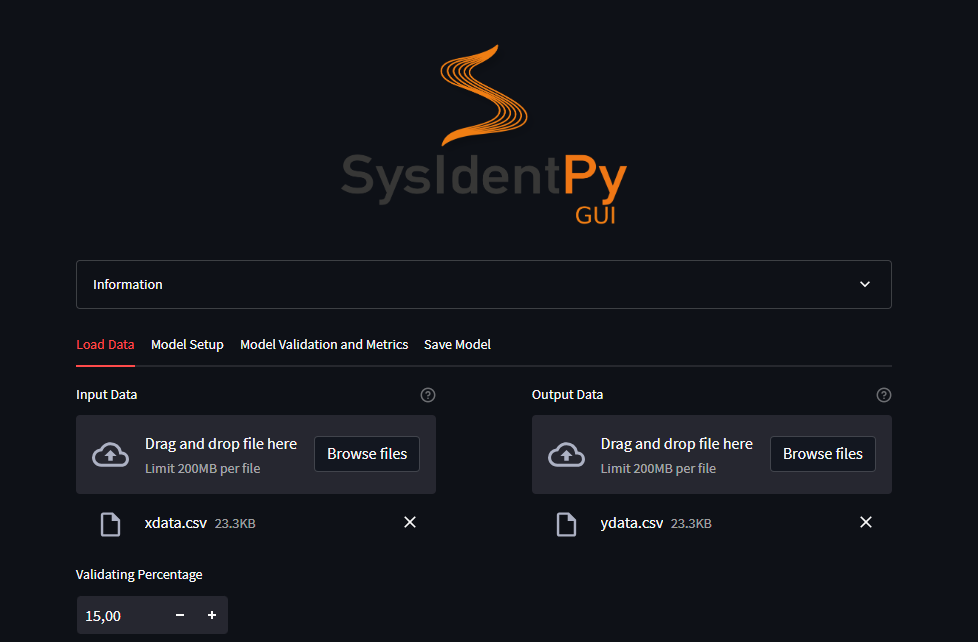 SysIdentPy
GUI
Information
Load Data Model Setup Model Validation and Metrics Save Model
Input Data
Output Data
Drag and drop file here
Limit 200MB per file
Browse files
Drag and drop file here
Limit 200MB per file
Browse files
xdata.csv 23.3KB
ydata.csv 23.3KB
Validating Percentage
15,00